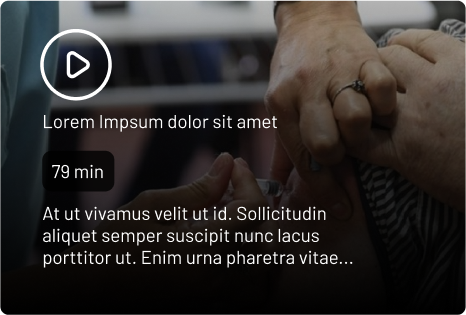 Lorem Impsum dolor sit amet
79 min
At ut vivamus velit ut id. Sollicitudin
aliquet semper suscipit nunc lacus
porttitor ut. Enim urna pharetra vitae...